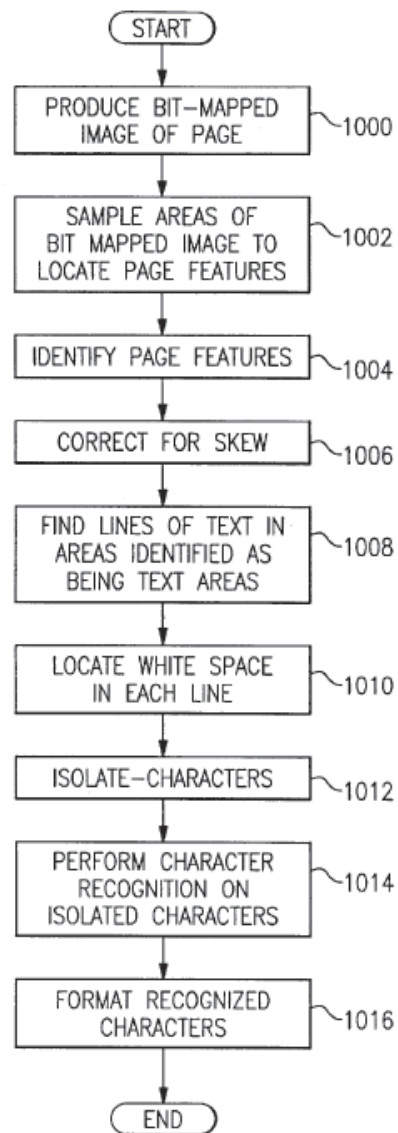 START
PRODUCE BIT-MAPPED
IMAGE OF PAGE
1000
SAMPLE AREAS OF
BIT MAPPED IMAGE TO
LOCATE PAGE FEATURES
1002
IDENTIFY PAGE FEATURES
1004
CORRECT FOR SKEW
1006
FIND LINES OF TEXT IN
AREAS IDENTIFIED AS
BEING TEXT AREAS
1008
LOCATE WHITE SPACE
IN EACH LINE
1010
ISOLATE-CHARACTERS
1012
PERFORM CHARACTER
RECOGNITION ON
ISOLATED CHARACTERS
1014
FORMAT RECOGNIZED
CHARACTERS
1016
END